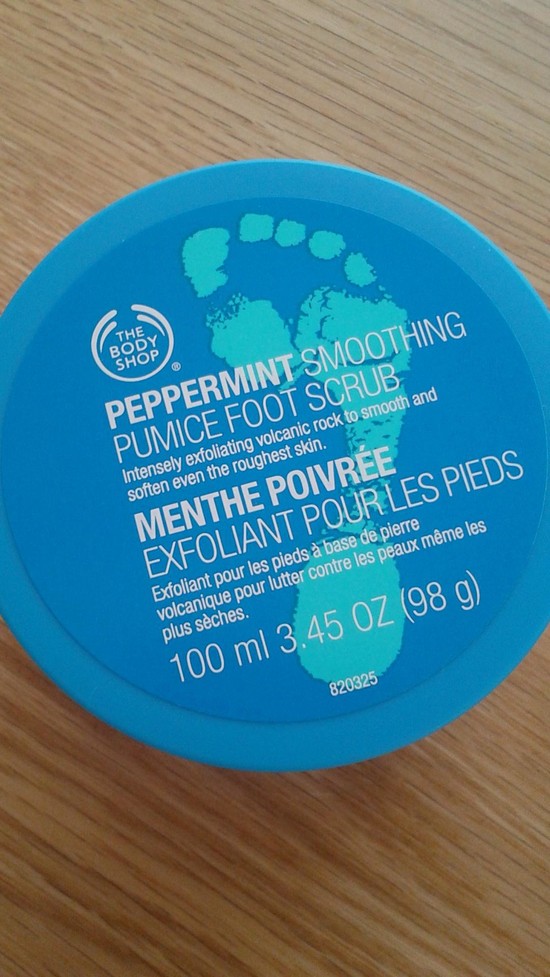 THE
BODY
SHOP
®
PEPPERMINT SMOOTHING
PUMICE FOOT SCRUB
Intensely exfoliating volcanic rock to smooth and
soften even the roughest skin.
MENTHE POIVRÉE
EXFOLIANT POUR LES PIEDS
Exfoliant pour les pieds à base de pierre
volcanique pour lutter contre les peaux même les
plus sèches.
100 ml 3.45 OZ (98 g)
820325